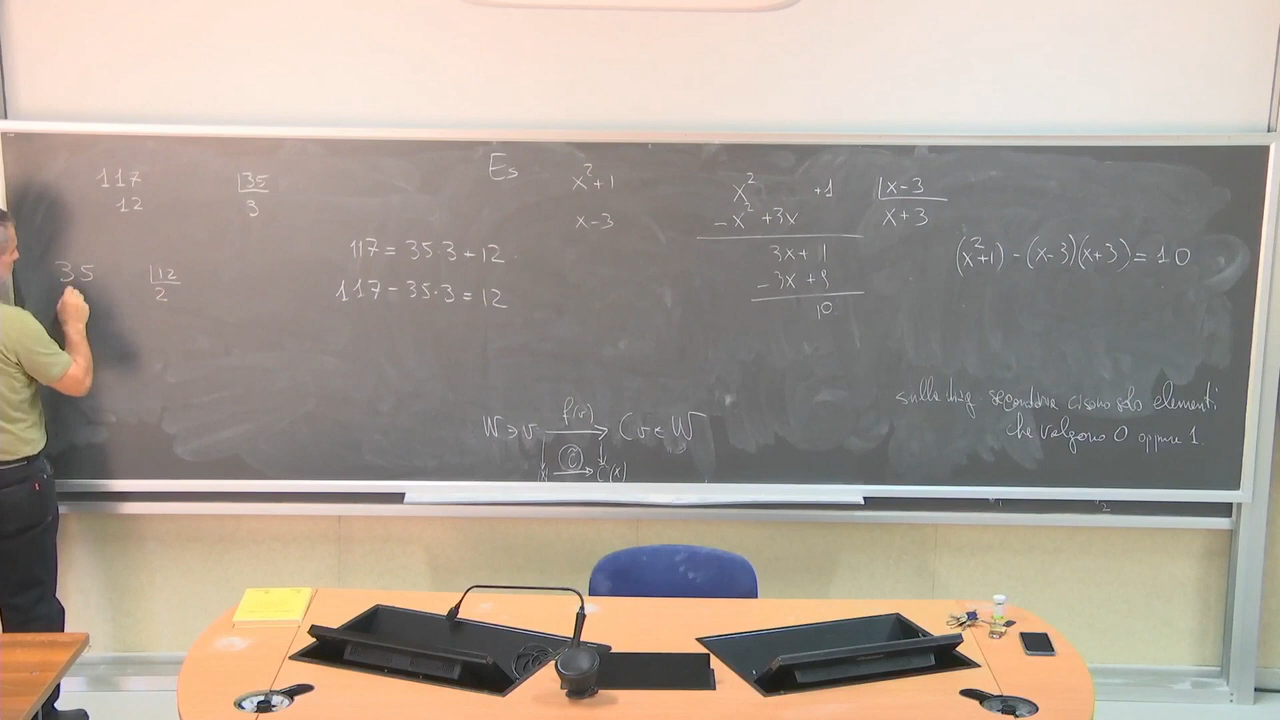 117 35
12 3
35 12
2
117 = 35·3 + 12
117 - 35·3 = 12
Es x²+1
x-3
x² +1 x-3
-x²+3x x+3
3x+1
-3x+9
10
(x²+1) - (x-3)(x+3) = 10
W∋v f(x) Cv∈W
C(x)
sulla diag. secondaria ci sono solo elementi
che valgono 0 oppure 1.